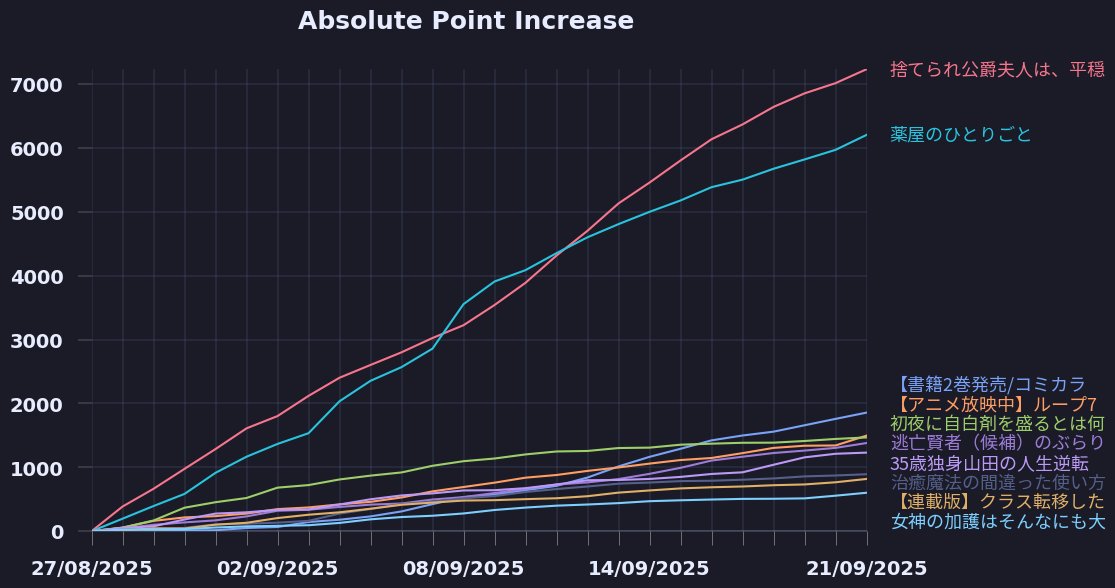 Absolute Point Increase
捨てられ公爵夫人は、平穏
7000
薬屋のひとりごと
6000
5000
4000
3000
【書籍2巻発売/コミカラ
2000
【アニメ放映中】ループ7
初夜に自白剤を盛るとは何
逃亡賢者（候補）のぶらり
35歳独身山田の人生逆転
1000
治癒魔法の間違った使い方
【連載版】クラス転移した
女神の加護はそんなにも大
0
27/08/2025 02/09/2025 08/09/2025 14/09/2025 21/09/2025